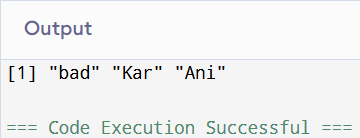 Output
[1] "bad" "Kar" "Ani"
=== Code Execution Successful ===